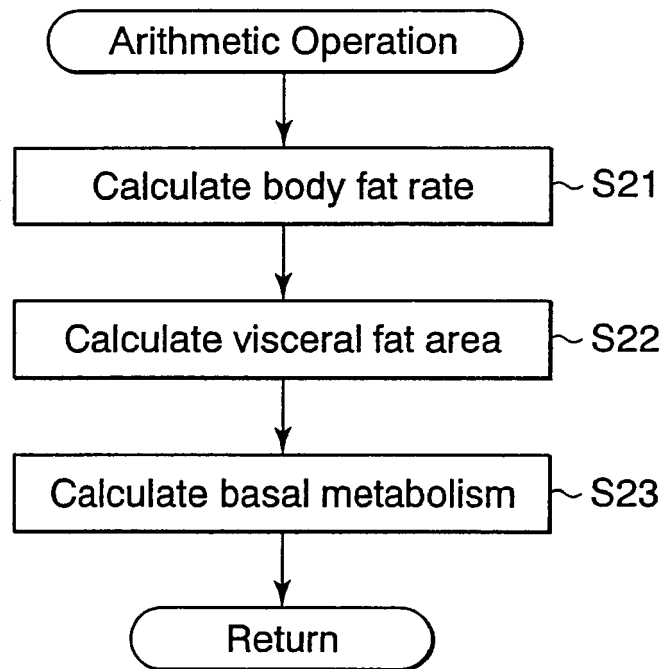 Arithmetic Operation
Calculate body fat rate
S21
Calculate visceral fat area
S22
Calculate basal metabolism
S23
Return